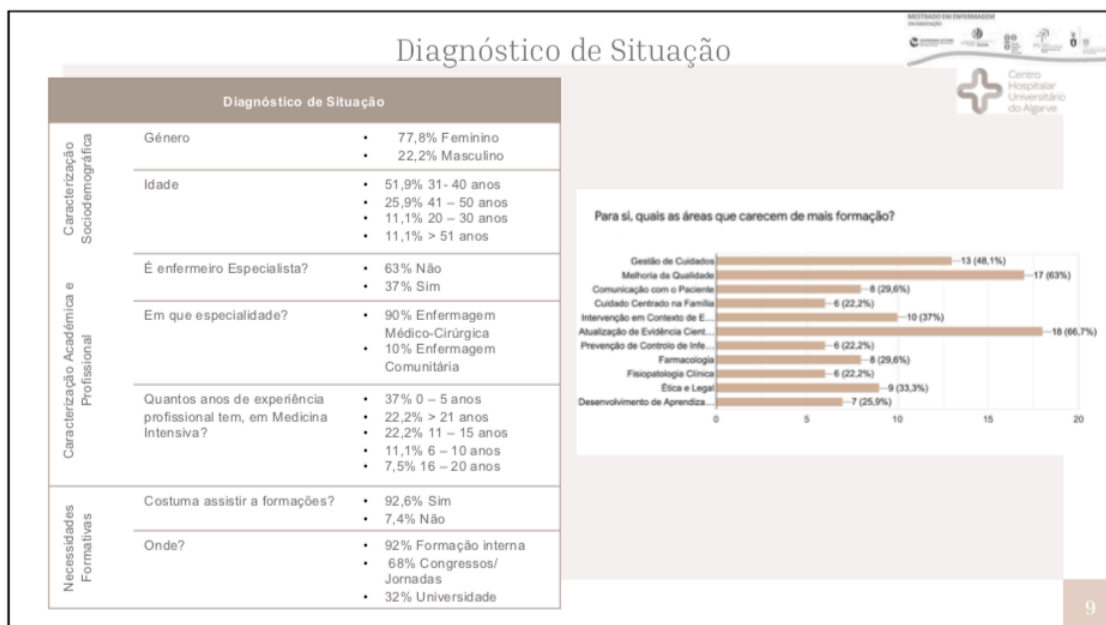 MESTRADO EM ENFERMAGEM
EM ASSOCIAÇÃO
Diagnóstico de Situação
Centro
Hospitalar
Universitário
do Algarve
Diagnóstico de Situação
Caracterização
Sociodemográfica
Género
• 77,8% Feminino
• 22,2% Masculino
Idade
• 51,9% 31- 40 anos
• 25,9% 41 – 50 anos
• 11,1% 20 – 30 anos
• 11,1% > 51 anos
Caracterização Académica e
Profissional
É enfermeiro Especialista?
• 63% Não
• 37% Sim
Em que especialidade?
• 90% Enfermagem
Médico-Cirúrgica
• 10% Enfermagem
Comunitária
Quantos anos de experiência
profissional tem, em Medicina
Intensiva?
• 37% 0 – 5 anos
• 22,2% > 21 anos
• 22,2% 11 – 15 anos
• 11,1% 6 – 10 anos
• 7,5% 16 – 20 anos
Necessidades
Formativas
Costuma assistir a formações?
• 92,6% Sim
• 7,4% Não
Onde?
• 92% Formação interna
• 68% Congressos/
Jornadas
• 32% Universidade
Para si, quais as áreas que carecem de mais formação?
Gestão de Cuidados 13 (48,1%)
Melhoria da Qualidade 17 (63%)
Comunicação com o Paciente 8 (29,6%)
Cuidado Centrado na Família 6 (22,2%)
Intervenção em Contexto de E... 10 (37%)
Atualização de Evidência Cient... 18 (66,7%)
Prevenção de Controlo de Infe... 6 (22,2%)
Farmacologia 8 (29,6%)
Fisiopatologia Clínica 6 (22,2%)
Ética e Legal 9 (33,3%)
Desenvolvimento de Aprendiza... 7 (25,9%)
0 5 10 15 20
9